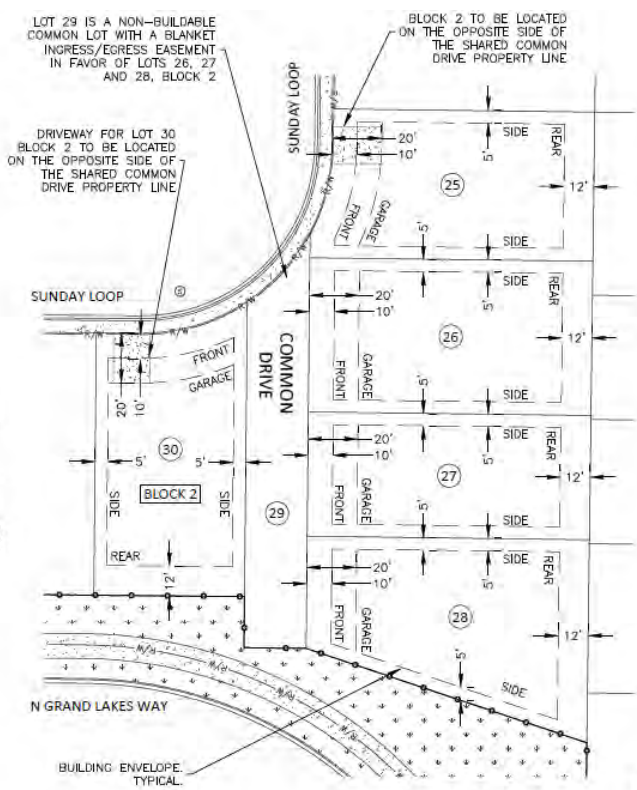 LOT 29 IS A NON-BUILDABLE
COMMON LOT WITH A BLANKET
INGRESS/EGRESS EASEMENT
IN FAVOR OF LOTS 26, 27
AND 28, BLOCK 2
BLOCK 2 TO BE LOCATED
ON THE OPPOSITE SIDE OF
THE SHARED COMMON
DRIVE PROPERTY LINE
DRIVEWAY FOR LOT 30
BLOCK 2 TO BE LOCATED
ON THE OPPOSITE SIDE OF
THE SHARED COMMON
DRIVE PROPERTY LINE
SUNDAY
LOOP
R/W
20'
10'
5'
SIDE
REAR
12'
25
FRONT
GARAGE
5'
SIDE
R/W
R/W
SUNDAY LOOP
R/W
R/W
R/W
20'
10'
5'
SIDE
REAR
12'
26
FRONT
GARAGE
5'
SIDE
COMMON
DRIVE
FRONT
GARAGE
20'
10'
30
5'
5'
BLOCK 2
SIDE
SIDE
REAR
12'
29
20'
10'
5'
SIDE
REAR
12'
27
FRONT
GARAGE
5'
SIDE
20'
10'
5'
SIDE
REAR
12'
28
FRONT
GARAGE
5'
SIDE
R/W
R/W
R/W
R/W
N GRAND LAKES WAY
BUILDING ENVELOPE.
TYPICAL.